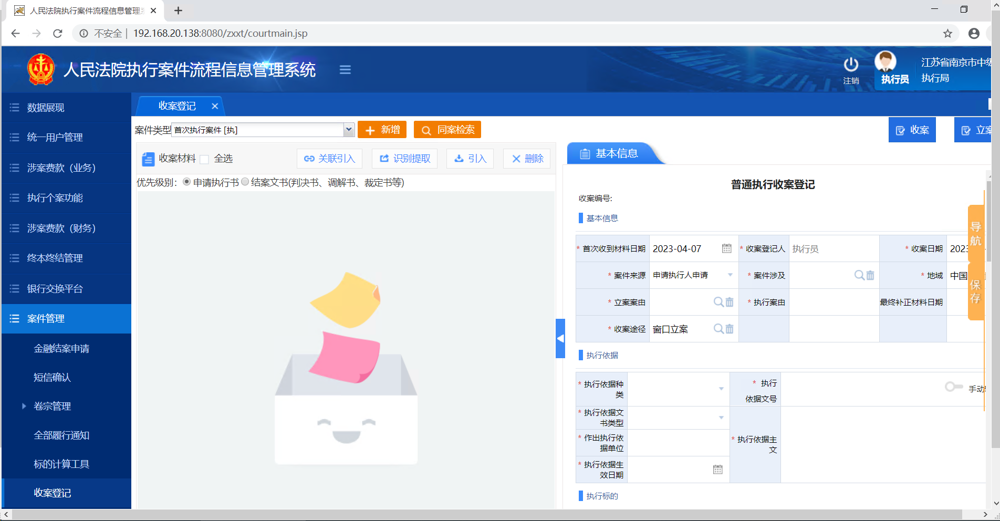 人民法院执行案件流程信息管理系
不安全 | 192.168.20.138:8080/zxxt/courtmain.jsp
人民法院执行案件流程信息管理系统
注销
执行员
江苏省南京市中级
执行局
数据展现
统一用户管理
涉案费款（业务）
执行个案功能
涉案费款（财务）
终本终结管理
银行交换平台
案件管理
金融结案申请
短信确认
卷宗管理
全部履行通知
标的计算工具
收案登记
收案登记
案件类型 首次执行案件 [执] 新增 同案检索 收案 立案
收案材料 全选 关联引入 识别提取 引入 删除
优先级别： 申请执行书 结案文书(判决书、调解书、裁定书等)
基本信息
普通执行收案登记
收案编号:
基本信息
* 首次收到材料日期 2023-04-07 * 收案登记人 执行员 * 收案日期 2023
* 案件来源 申请执行人申请 * 案件涉及 * 地域 中国
* 立案案由 * 执行案由 最终补正材料日期
* 收案途径 窗口立案
执行依据
* 执行依据种
类
* 执行
依据文号
手动
* 执行依据文
书类型
* 作出执行依
据单位
* 执行依据主
文
* 执行依据生
效日期
执行标的
导
航
保
存